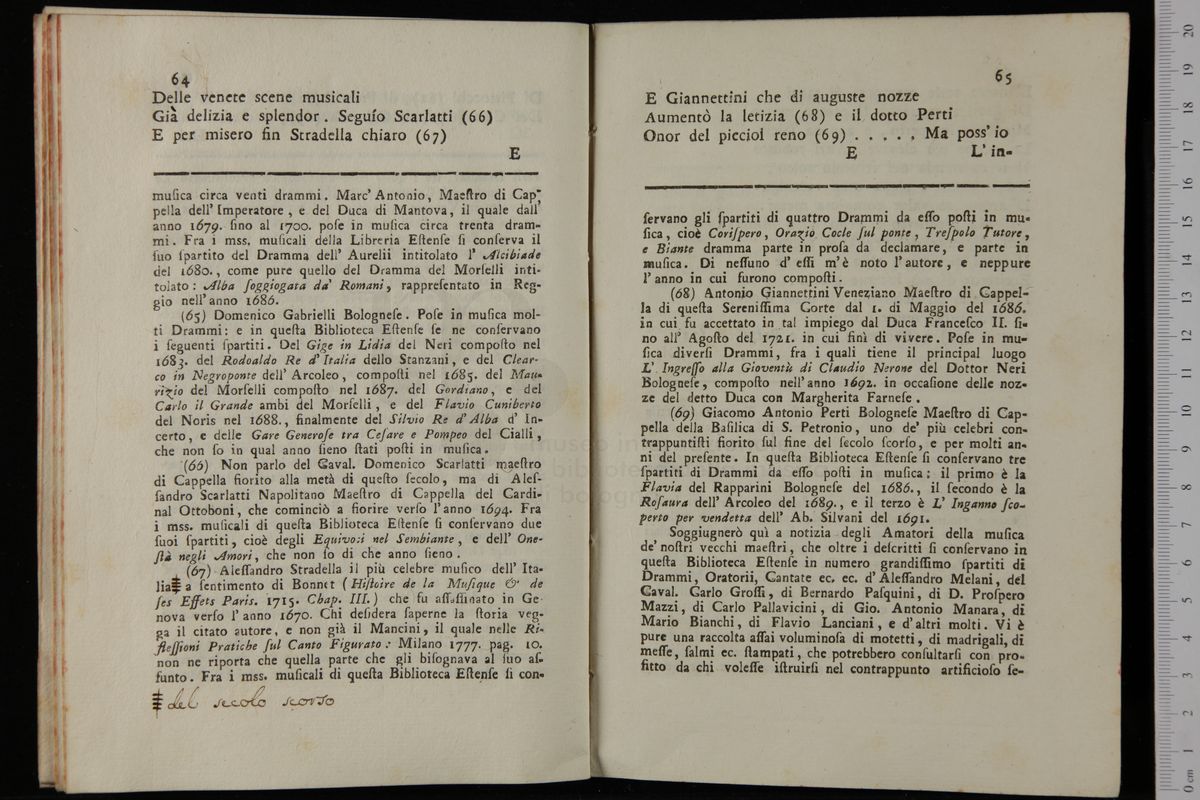 64
Delle venete scene musicali
Già delizia e splendor . Seguío Scarlatti (66)
E per misero fin Stradella chiaro (67)
E
muſica circa venti drammi. Marc' Antonio, Maeſtro di Cap-
pella dell' Imperatore , e del Duca di Mantova, il quale dall'
anno 1679. fino al 1700. poſe in muſica circa trenta dram-
mi. Fra i mss. muſicali della Libreria Eſtenſe ſi conſerva il
ſuo ſpartito del Dramma dell' Aurelii intitolato l' Alcibiade
del 1680., come pure quello del Dramma del Morſelli inti-
tolato : Alba ſoggiogata da' Romani, rappreſentato in Reg-
gio nell'anno 1686.
(65) Domenico Gabrielli Bologneſe. Poſe in muſica mol-
ti Drammi: e in queſta Biblioteca Eſtenſe ſe ne conſervano
i ſeguenti ſpartiti. Del Gige in Lidia del Neri compoſto nel
1683. del Rodoaldo Re d' Italia dello Stanzani, e del Clear-
co in Negroponte dell' Arcoleo, compoſti nel 1685. del Mau-
rizio del Morſelli compoſto nel 1687. del Gordiano, e del
Carlo il Grande ambi del Morſelli, e del Flavio Cuniberto
del Noris nel 1688., finalmente del Silvio Re d' Alba d' In-
certo, e delle Gare Generoſe tra Ceſare e Pompeo del Cialli,
che non ſo in qual anno ſieno ſtati poſti in muſica.
(66) Non parlo del Caval. Domenico Scarlatti maeſtro
di Cappella fiorito alla metà di queſto ſecolo, ma di Aleſ-
ſandro Scarlatti Napolitano Maeſtro di Cappella del Cardi-
nal Ottoboni, che cominciò a fiorire verſo l'anno 1694. Fra
i mss. muſicali di queſta Biblioteca Eſtenſe ſi conſervano due
ſuoi ſpartiti, cioè degli Equivoci nel Sembiante, e dell' One-
ſtà negli Amori, che non ſo di che anno ſieno .
(67) Aleſſandro Stradella il più celebre muſico dell' Ita-
lia a ſentimento di Bonnet ( Hiſtoire de la Muſique & de
ſes Effets Paris. 1715. Chap. III. ) che fu aſſaſſinato in Ge-
nova verſo l'anno 1670. Chi deſidera ſaperne la ſtoria veg-
ga il citato autore, e non già il Mancini, il quale nelle Ri-
fleſſioni Pratiche ſul Canto Figurato : Milano 1777. pag. 10.
non ne riporta che quella parte che gli biſognava al ſuo aſ-
ſunto. Fra i mss. muſicali di queſta Biblioteca Eſtenſe ſi con-
del secolo scorso
65
E Giannettini che di auguste nozze
Aumentò la letizia (68) e il dotto Perti
Onor del picciol reno (69) . . . . . Ma poss' io
E L' in-
ſervano gli ſpartiti di quattro Drammi da eſſo poſti in mu-
ſica, cioè Coriſpero, Orazio Cocle ſul ponte, Treſpolo Tutore,
e Biante dramma parte in proſa da declamare, e parte in
muſica. Di neſſuno d' eſſi m'è noto l'autore, e neppure
l'anno in cui furono compoſti.
(68) Antonio Giannettini Veneziano Maeſtro di Cappel-
la di queſta Sereniſſima Corte dal 1. di Maggio del 1686.
in cui fu accettato in tal impiego dal Duca Franceſco II. ſi-
no all' Agoſto del 1721. in cui finì di vivere. Poſe in mu-
ſica diverſi Drammi, fra i quali tiene il principal luogo
L' Ingreſſo alla Gioventù di Claudio Nerone del Dottor Neri
Bologneſe, compoſto nell'anno 1692. in occaſione delle noz-
ze del detto Duca con Margherita Farneſe .
(69) Giacomo Antonio Perti Bologneſe Maeſtro di Cap-
pella della Baſilica di S. Petronio, uno de' più celebri con-
trappuntiſti fiorito ſul fine del ſecolo ſcorſo, e per molti an-
ni del preſente. In queſta Biblioteca Eſtenſe ſi conſervano tre
ſpartiti di Drammi da eſſo poſti in muſica: il primo è la
Flavia del Rapparini Bologneſe del 1686., il ſecondo è la
Roſaura dell' Arcoleo del 1689., e il terzo è L' Inganno ſco-
perto per vendetta dell' Ab. Silvani del 1691.
Soggiugnerò quì a notizia degli Amatori della muſica
de' noſtri vecchi maeſtri, che oltre i deſcritti ſi conſervano in
queſta Biblioteca Eſtenſe in numero grandiſſimo ſpartiti di
Drammi, Oratorii, Cantate ec. ec. d' Aleſſandro Melani, del
Caval. Carlo Groſſi, di Bernardo Paſquini, di D. Proſpero
Mazzi, di Carlo Pallavicini, di Gio. Antonio Manara, di
Mario Bianchi, di Flavio Lanciani, e d'altri molti. Vi è
pure una raccolta aſſai voluminoſa di motetti, di madrigali, di
meſſe, ſalmi ec. ſtampati, che potrebbero conſultarſi con pro-
fitto da chi voleſſe iſtruirſi nel contrappunto artificioſo ſe-